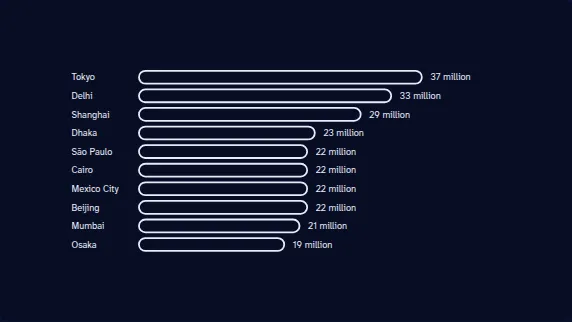 Tokyo 37 million
Delhi 33 million
Shanghai 29 million
Dhaka 23 million
São Paulo 22 million
Cairo 22 million
Mexico City 22 million
Beijing 22 million
Mumbai 21 million
Osaka 19 million